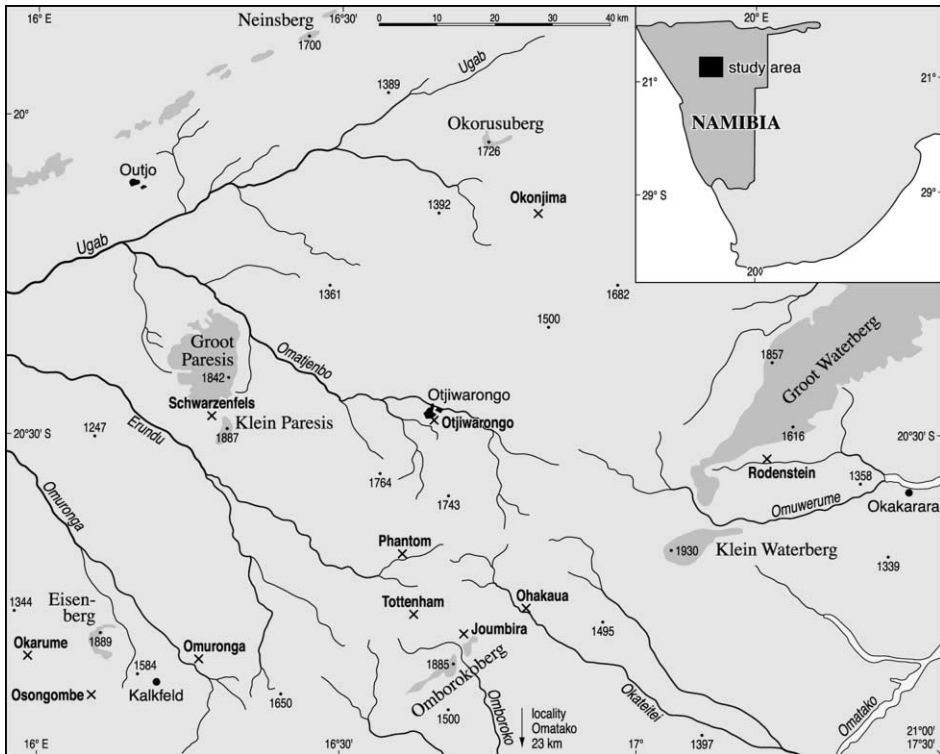 16° E
Neinsberg
1700
16°30
0 10 20 30 40 km
20° E
21°
study area
21°
NAMIBIA
29° S
29°
20°
Ugab
1389
20°
Okorusuberg
1726
Outjo
1392
Okonjima
Ugab
1361
1682
1500
Groot
Paresis
1842
Omatjenbo
1857
Groot Waterberg
Schwarzenfels
Klein Paresis
1887
Otjiwarongo
Otjiwarongo
1247
20°30 S
Erundu
1616
20°30 S
Rodenstein
1358
Okakarara
1764
1743
Omuwerume
Omuronga
Phantom
Klein Waterberg
1930
1339
1344
Eisen-
berg
1889
Tottenham
Ohakaua
Joumbira
1495
Okarume
Omuronga
1885
Omborokoberg
1584
Kalkfeld
Osongombe
1650
1500
Omboroko
locality
Omatako
23 km
Okateitei
1397
Omatako
16° E
16°30
17°
21°00
17°30